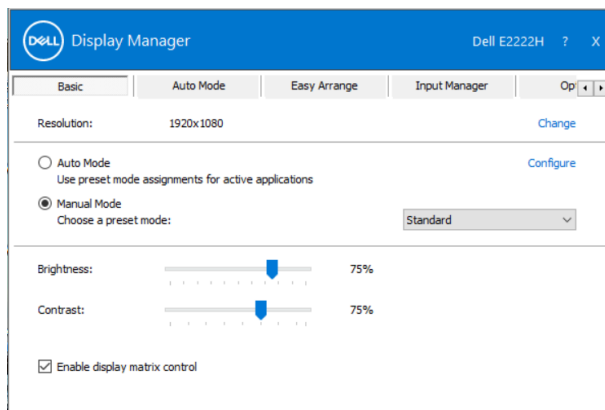 DELL Display Manager Dell E2222H ? X
Basic Auto Mode Easy Arrange Input Manager Op
Resolution: 1920x1080 Change
Auto Mode Configure
Use preset mode assignments for active applications
Manual Mode
Choose a preset mode: Standard
Brightness: 75%
Contrast: 75%
Enable display matrix control